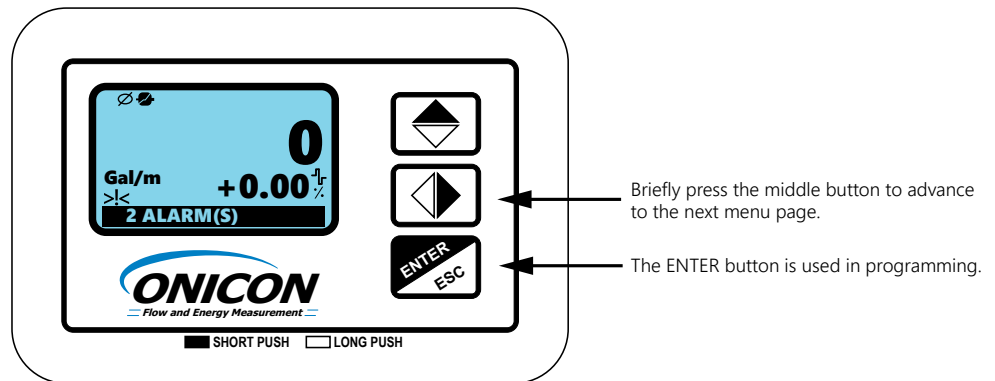 0
Gal/m
+0.00 %
>!<
2 ALARM(S)
ENTER
ESC
ONICON
Flow and Energy Measurement
SHORT PUSH LONG PUSH
Briefly press the middle button to advance
to the next menu page.
The ENTER button is used in programming.